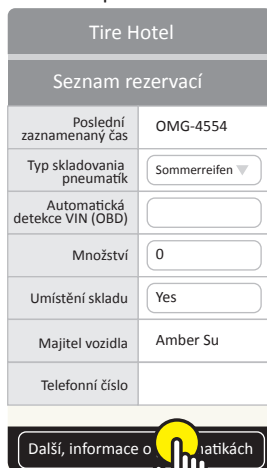 Tire Hotel
Seznam rezervací
Poslední
zaznamenaný čas
OMG-4554
Typ skladovania
pneumatík
Sommerreifen
Automatická
detekce VIN (OBD)
Množství
0
Umístění skladu
Yes
Majitel vozidla
Amber Su
Telefonní číslo
Další, informace o